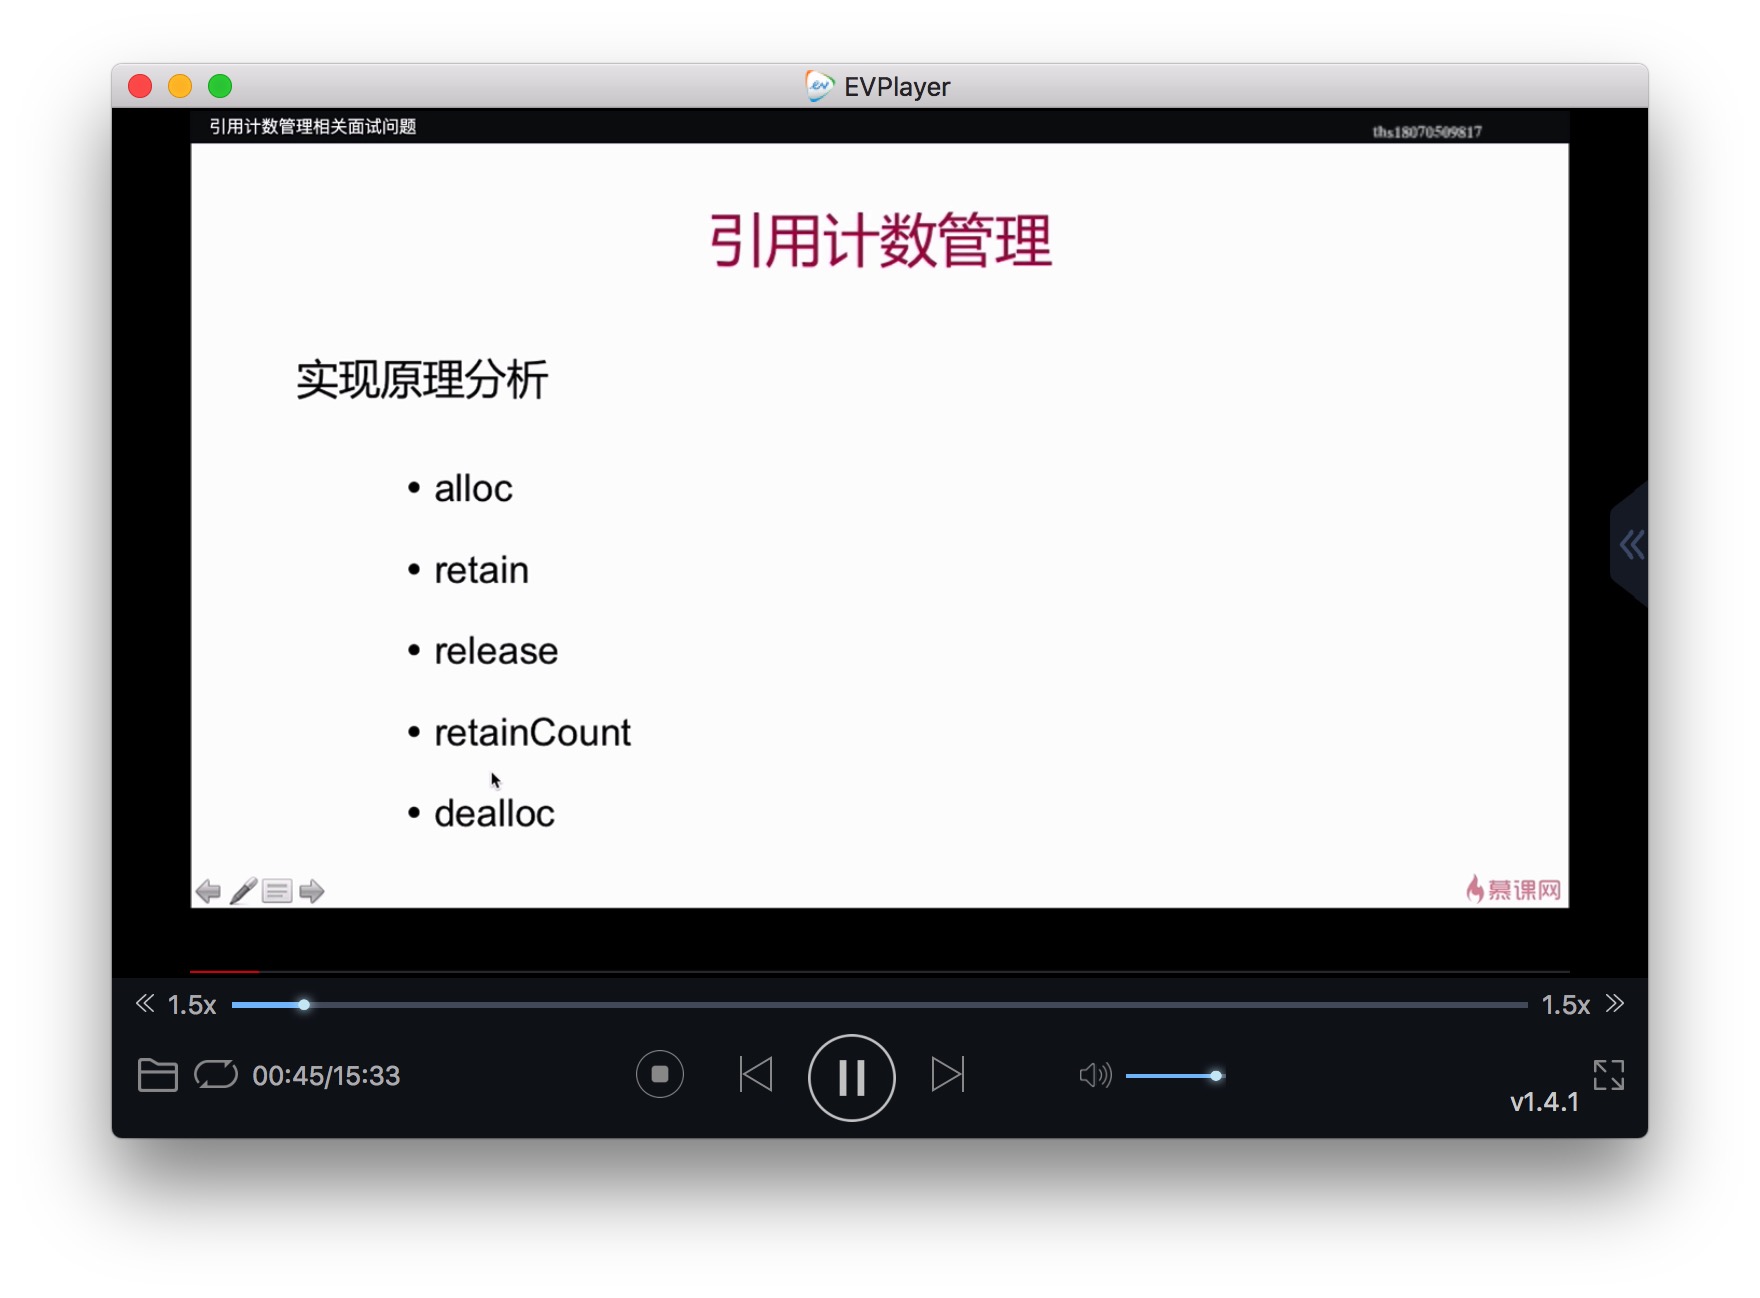 EVPlayer
引用计数管理相关面试问题
ths18070509817
引用计数管理
实现原理分析
• alloc
• retain
• release
• retainCount
• dealloc
慕课网
1.5x
1.5x
00:45/15:33
v1.4.1